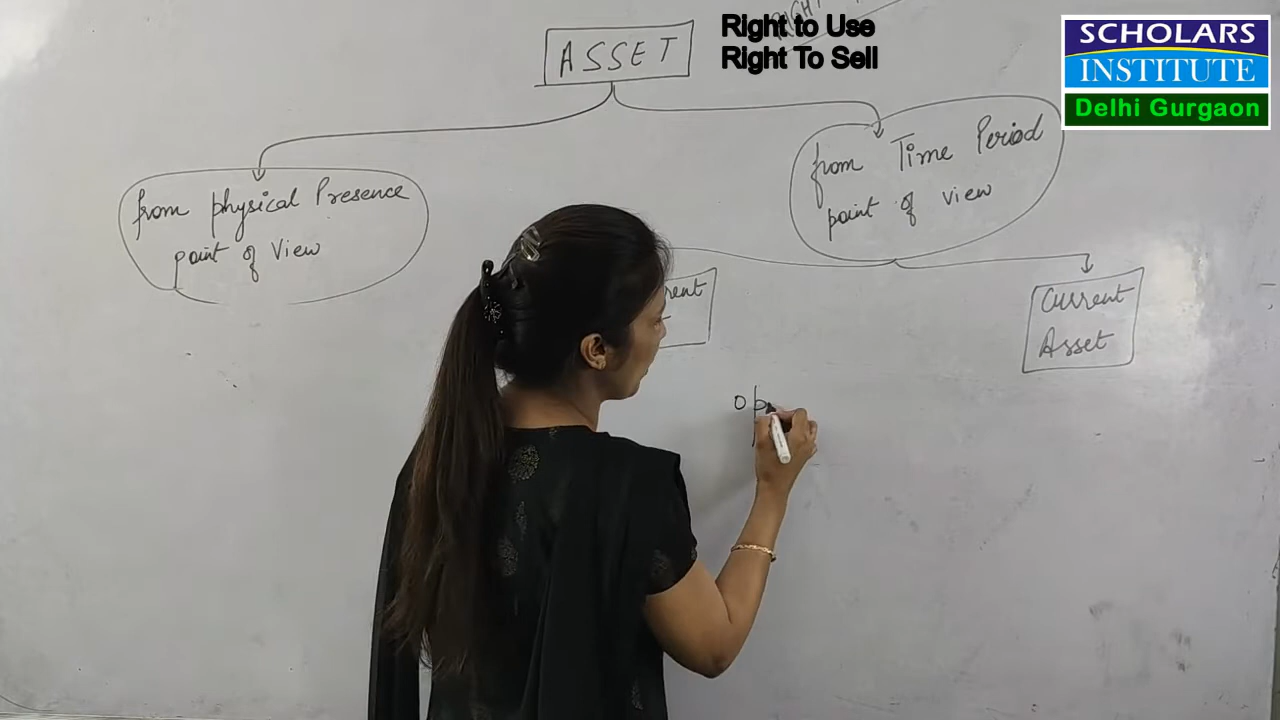 Right to Use
Right To Sell
SCHOLARS
INSTITUTE
Delhi Gurgaon
ASSET
from physical Presence
point of view
from Time Period
point of view
Current
Asset
Op